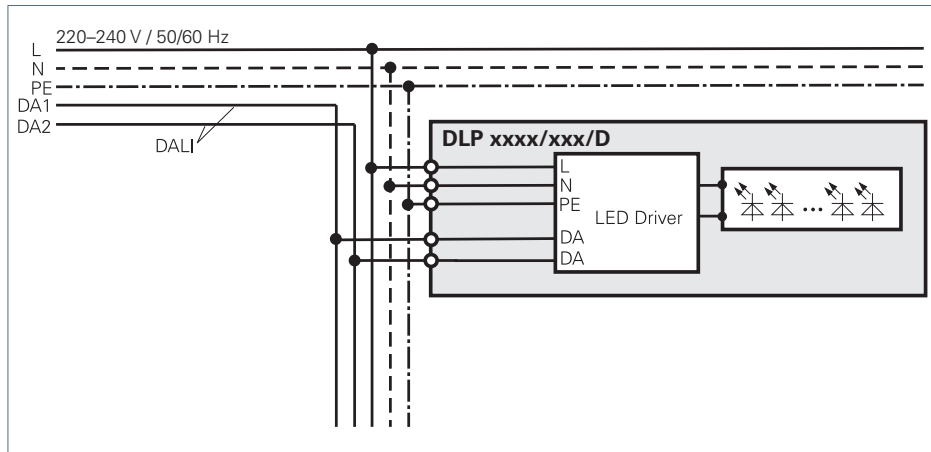 220–240 V / 50/60 Hz
L
N
PE
DA1
DA2
DALI
DLP xxxx/xxx/D
L
N
PE
LED Driver
DA
DA